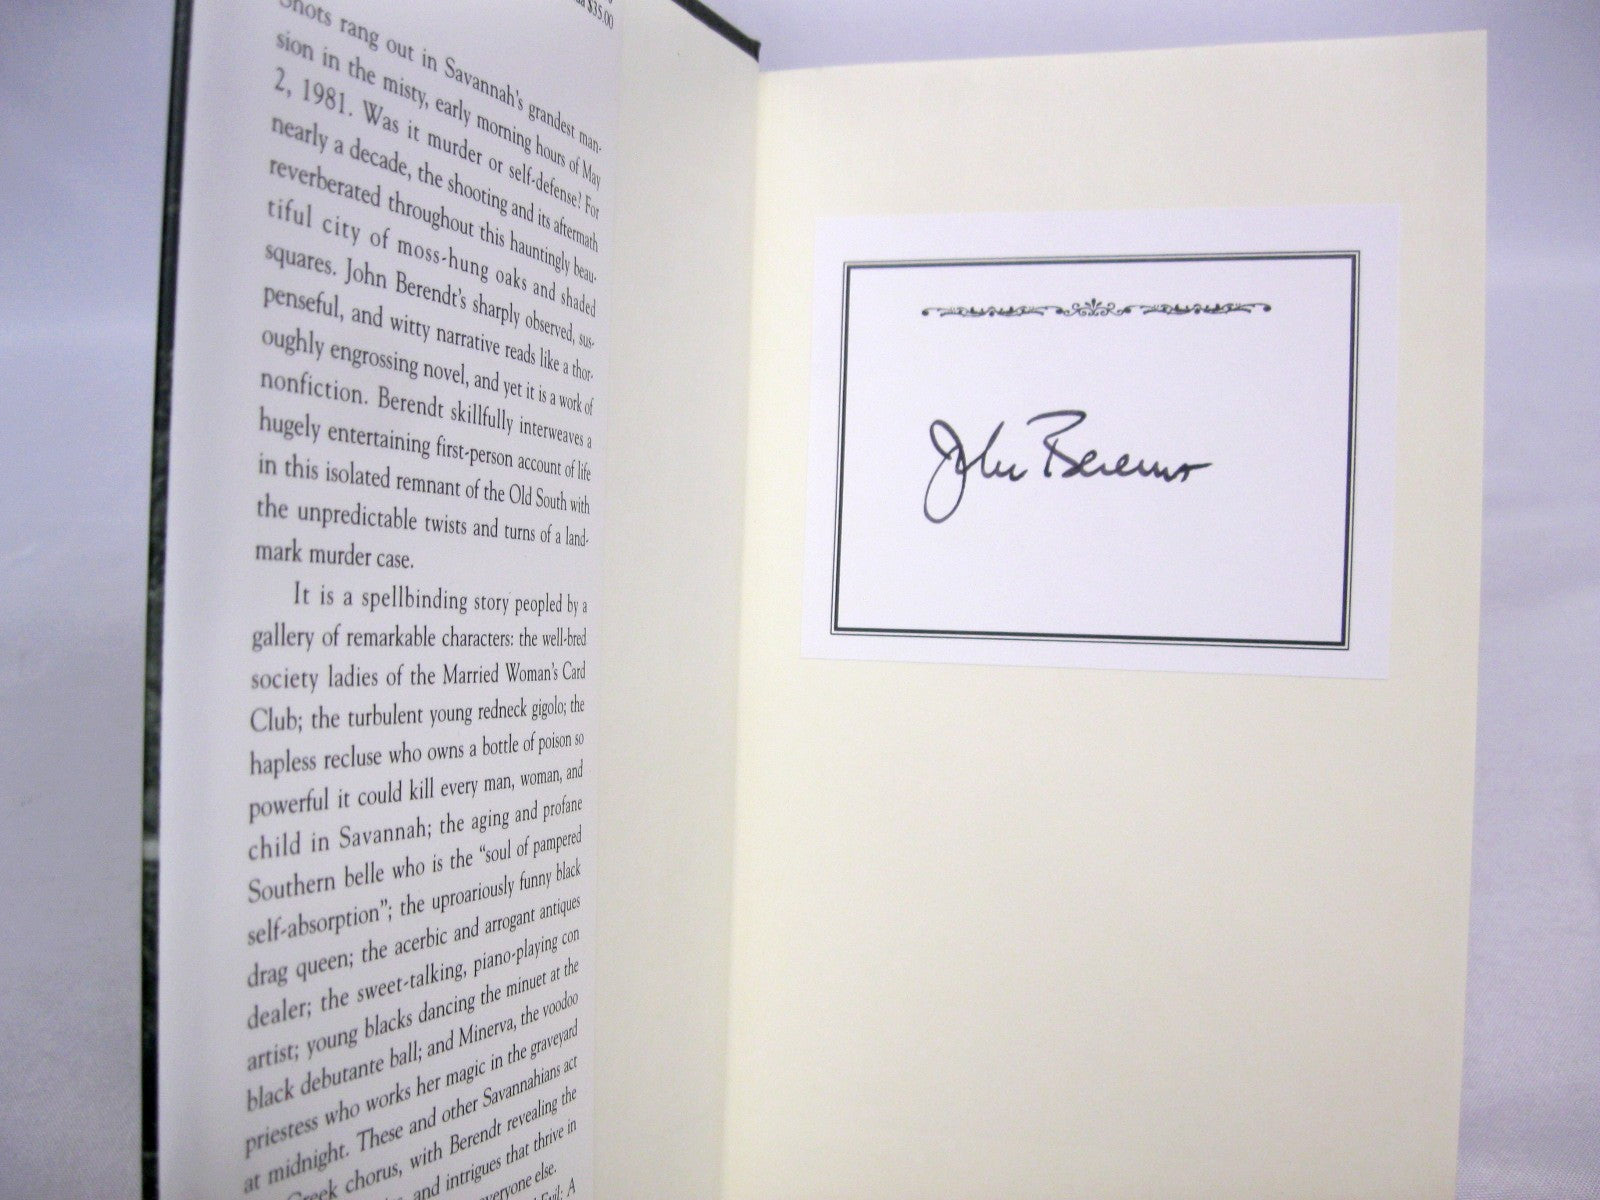 $35.00
Shots rang out in Savannah's grandest man-
sion in the misty, early morning hours of May
2, 1981. Was it murder or self-defense? For
nearly a decade, the shooting and its aftermath
reverberated throughout this hauntingly beau-
tiful city of moss-hung oaks and shaded
squares. John Berendt's sharply observed, sus-
penseful, and witty narrative reads like a thor-
oughly engrossing novel, and yet it is a work of
nonfiction. Berendt skillfully interweaves a
hugely entertaining first-person account of life
in this isolated remnant of the Old South with
the unpredictable twists and turns of a land-
mark murder case.
It is a spellbinding story peopled by a
gallery of remarkable characters: the well-bred
society ladies of the Married Woman's Card
Club; the turbulent young redneck gigolo; the
hapless recluse who owns a bottle of poison so
powerful it could kill every man, woman, and
child in Savannah; the aging and profane
Southern belle who is the “soul of pampered
self-absorption”; the uproariously funny black
drag queen; the acerbic and arrogant antiques
dealer; the sweet-talking, piano-playing con
artist; young blacks dancing the minuet at the
black debutante ball; and Minerva, the voodoo
priestess who works her magic in the graveyard
at midnight. These and other Savannahians act
Greek chorus, with Berendt revealing the
and intrigues that thrive in
everyone else.
Evil: A
John Berendt